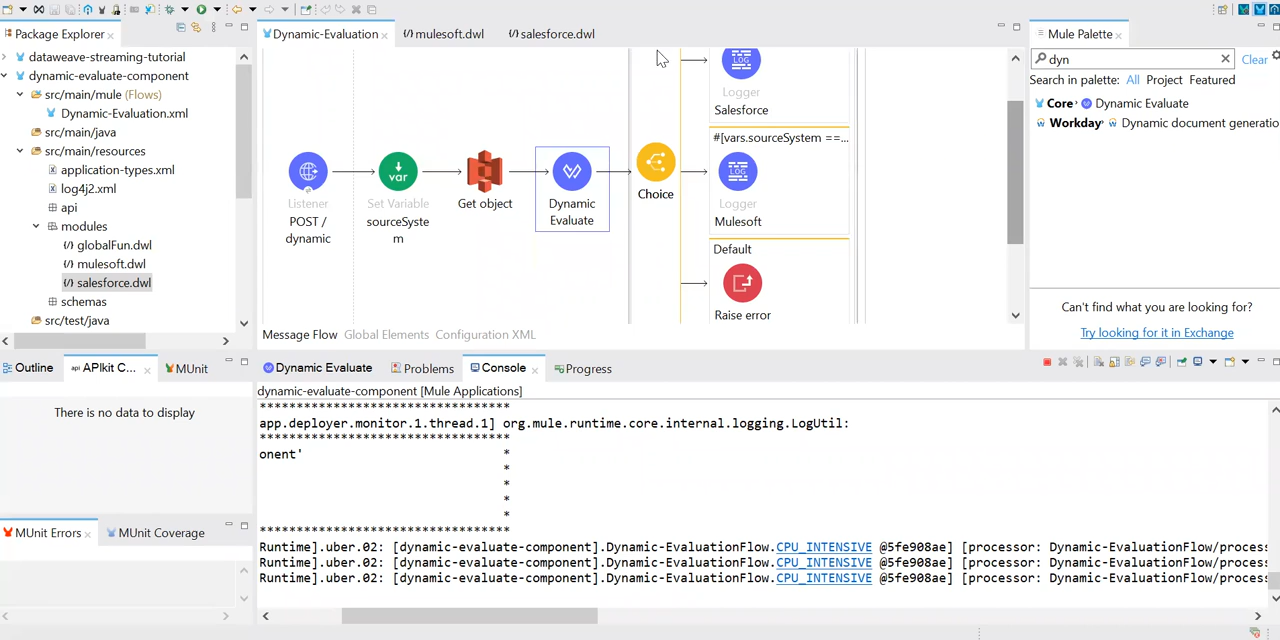 Package Explorer
dataweave-streaming-tutorial
dynamic-evaluate-component
src/main/mule (Flows)
Dynamic-Evaluation.xml
src/main/java
src/main/resources
application-types.xml
log4j2.xml
api
modules
globalFun.dwl
mulesoft.dwl
salesforce.dwl
schemas
src/test/java
Dynamic-Evaluation
mulesoft.dwl
salesforce.dwl
Listener
POST /
dynamic
Set Variable
sourceSyste
m
Get object
Dynamic
Evaluate
Choice
LOG
Logger
Salesforce
#[vars.sourceSystem ==...
LOG
Logger
Mulesoft
Default
Raise error
Message Flow Global Elements Configuration XML
Mule Palette
dyn
Clear
Search in palette: All Project Featured
Core› Dynamic Evaluate
Workday› Dynamic document generatio
Can't find what you are looking for?
Try looking for it in Exchange
Outline
APIkit C...
MUnit
There is no data to display
MUnit Errors
MUnit Coverage
Dynamic Evaluate
Problems
Console
Progress
dynamic-evaluate-component [Mule Applications]
**********************************
app.deployer.monitor.1.thread.1] org.mule.runtime.core.internal.logging.LogUtil:
**********************************
onent' *
*
*
*
*
**********************************
Runtime].uber.02: [dynamic-evaluate-component].Dynamic-EvaluationFlow.CPU_INTENSIVE @5fe908ae] [processor: Dynamic-EvaluationFlow/process
Runtime].uber.02: [dynamic-evaluate-component].Dynamic-EvaluationFlow.CPU_INTENSIVE @5fe908ae] [processor: Dynamic-EvaluationFlow/process
Runtime].uber.02: [dynamic-evaluate-component].Dynamic-EvaluationFlow.CPU_INTENSIVE @5fe908ae] [processor: Dynamic-EvaluationFlow/process